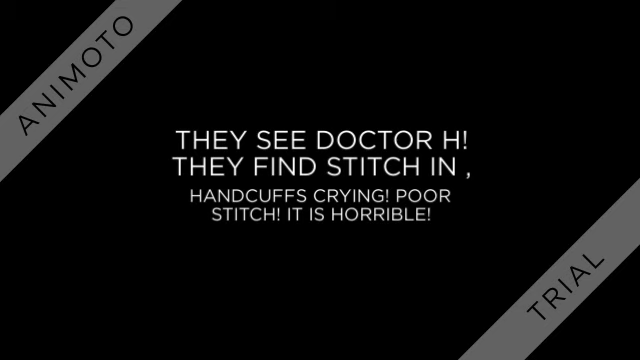 ANIMOTO
THEY SEE DOCTOR H!
THEY FIND STITCH IN ,
HANDCUFFS CRYING! POOR
STITCH! IT IS HORRIBLE!
TRIAL